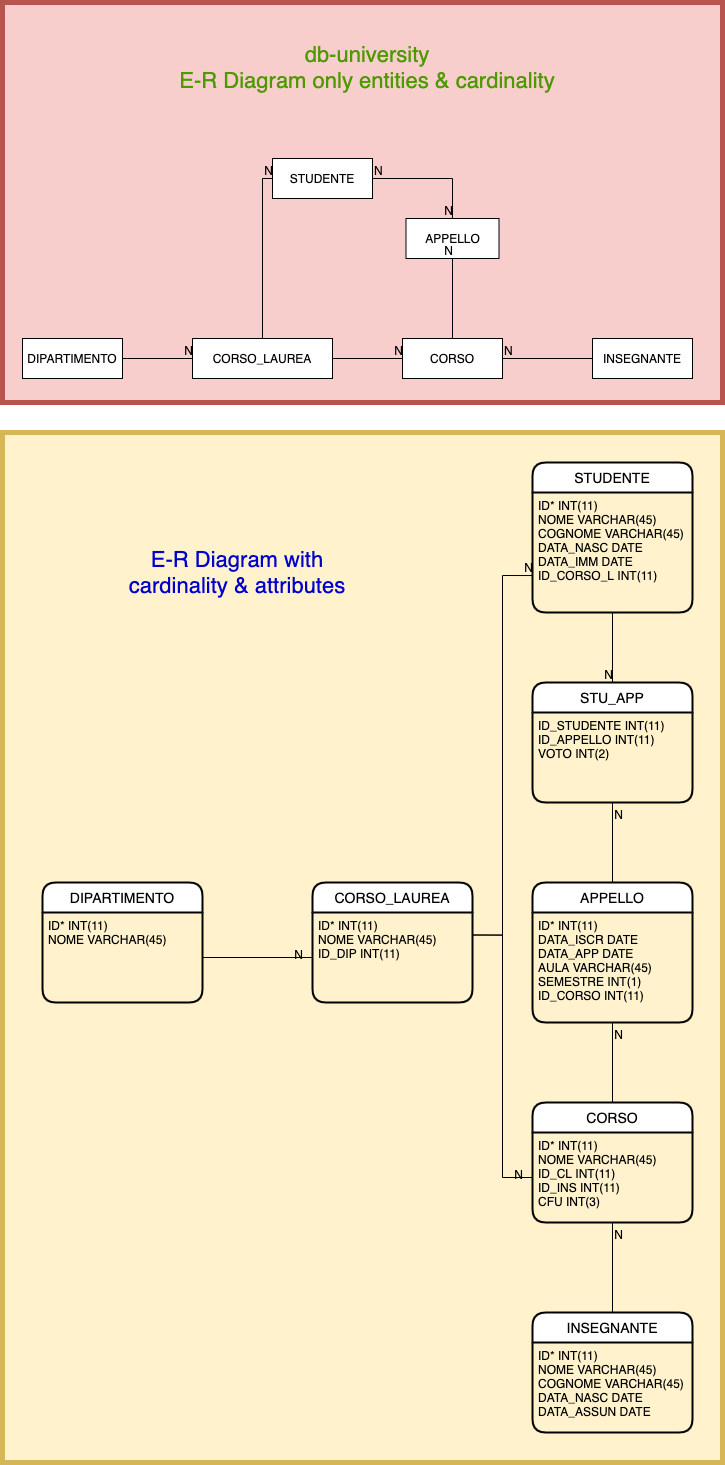 db-university
E-R Diagram only entities & cardinality
N
STUDENTE
N
N
APPELLO
N
DIPARTIMENTO
N
CORSO_LAUREA
N
CORSO
N
INSEGNANTE
E-R Diagram with
cardinality & attributes
STUDENTE
ID* INT(11)
NOME VARCHAR(45)
COGNOME VARCHAR(45)
DATA_NASC DATE
DATA_IMM DATE
ID_CORSO_L INT(11)
N
N
STU_APP
ID_STUDENTE INT(11)
ID_APPELLO INT(11)
VOTO INT(2)
N
DIPARTIMENTO
ID* INT(11)
NOME VARCHAR(45)
N
CORSO_LAUREA
ID* INT(11)
NOME VARCHAR(45)
ID_DIP INT(11)
APPELLO
ID* INT(11)
DATA_ISCR DATE
DATA_APP DATE
AULA VARCHAR(45)
SEMESTRE INT(1)
ID_CORSO INT(11)
N
CORSO
ID* INT(11)
NOME VARCHAR(45)
ID_CL INT(11)
ID_INS INT(11)
CFU INT(3)
N
N
INSEGNANTE
ID* INT(11)
NOME VARCHAR(45)
COGNOME VARCHAR(45)
DATA_NASC DATE
DATA_ASSUN DATE